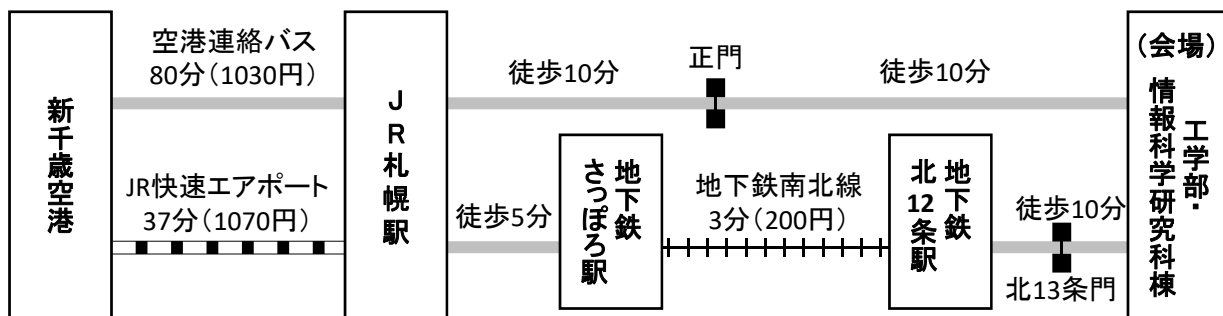 新千歳空港
空港連絡バス
80分（1030円）
JR快速エアポート
37分（1070円）
ＪＲ札幌駅
徒歩10分
正門
徒歩10分
徒歩5分
地下鉄
さっぽろ駅
地下鉄南北線
3分（200円）
地下鉄
北12条駅
徒歩10分
北13条門
（会場）
工学部・
情報科学研究科棟